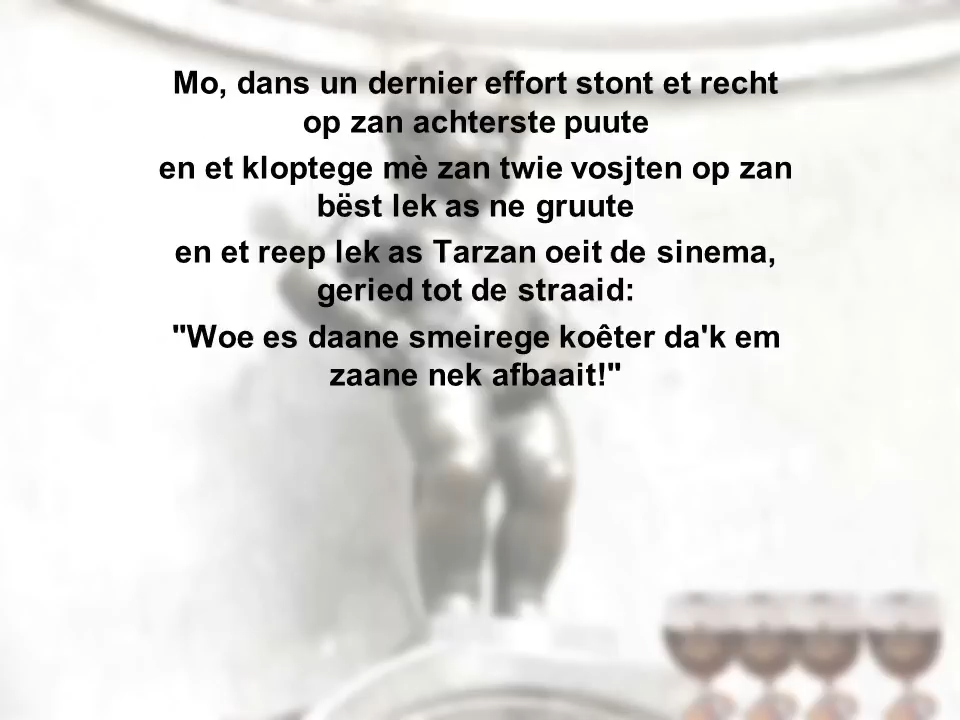 Mo, dans un dernier effort stont et recht
op zan achterste puute
en et kloptege mè zan twie vosjten op zan
bëst lek as ne gruute
en et reep lek as Tarzan oeit de sinema,
geried tot de straaid:
"Woe es daane smeirege koêter da'k em
zaane nek afbaait!"